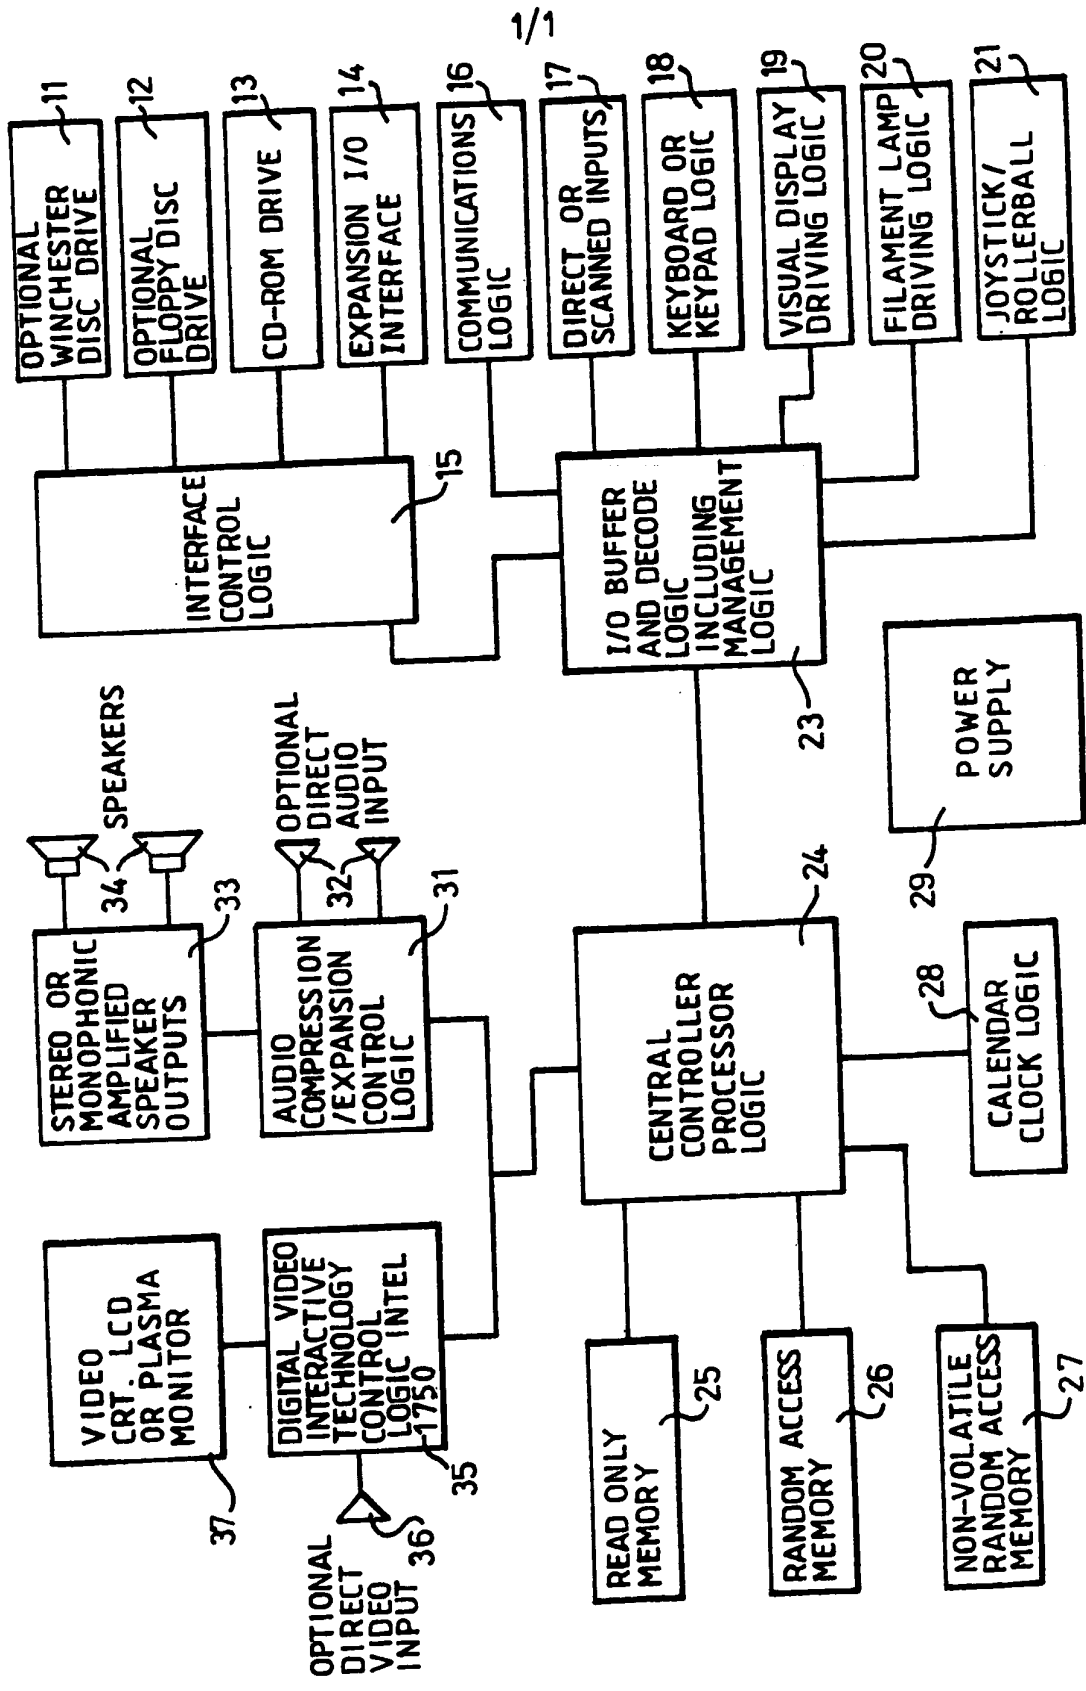 1/1
OPTIONAL
WINCHESTER
DISC DRIVE
11
OPTIONAL
FLOPPY DISC
DRIVE
12
CD-ROM DRIVE
13
EXPANSION I/O
INTERFACE
14
COMMUNICATIONS
LOGIC
16
DIRECT OR
SCANNED INPUTS
17
KEYBOARD OR
KEYPAD LOGIC
18
VISUAL DISPLAY
DRIVING LOGIC
19
FILAMENT LAMP
DRIVING LOGIC
20
JOYSTICK/
ROLLERBALL
LOGIC
21
INTERFACE
CONTROL
LOGIC
15
I/O BUFFER
AND DECODE
LOGIC
INCLUDING
MANAGEMENT
LOGIC
23
POWER
SUPPLY
29
SPEAKERS
34
STEREO OR
MONOPHONIC
AMPLIFIED
SPEAKER
OUTPUTS
33
OPTIONAL
DIRECT
AUDIO
INPUT
32
AUDIO
COMPRESSION
/EXPANSION
CONTROL
LOGIC
31
CENTRAL
CONTROLLER
PROCESSOR
LOGIC
24
CALENDAR
CLOCK LOGIC
28
VIDEO
CRT. LCD
OR PLASMA
MONITOR
37
DIGITAL VIDEO
INTERACTIVE
TECHNOLOGY
CONTROL
LOGIC INTEL
1750
35
OPTIONAL
DIRECT
VIDEO
INPUT
36
READ ONLY
MEMORY
25
RANDOM ACCESS
MEMORY
26
NON-VOLATILE
RANDOM ACCESS
MEMORY
27